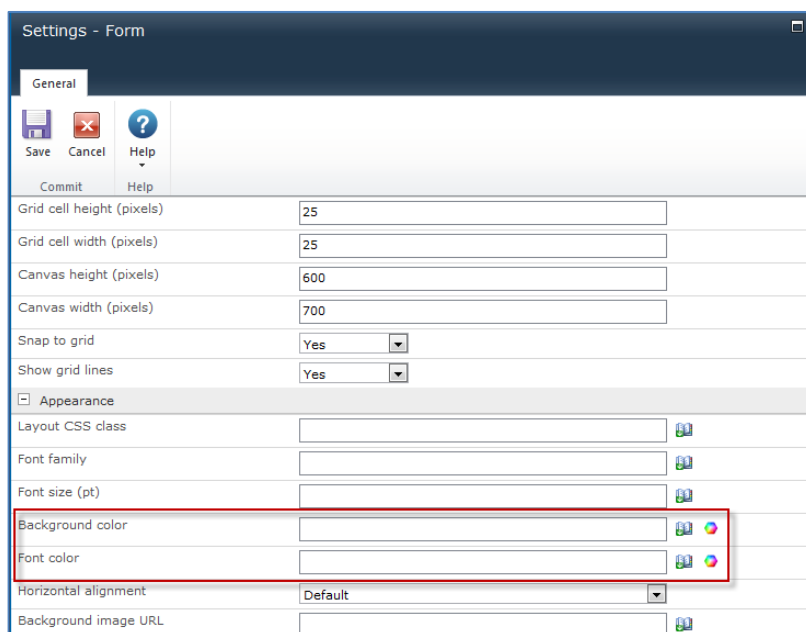 Settings - Form
General
Save Cancel Help
Commit Help
Grid cell height (pixels) 25
Grid cell width (pixels) 25
Canvas height (pixels) 600
Canvas width (pixels) 700
Snap to grid Yes
Show grid lines Yes
Appearance
Layout CSS class
Font family
Font size (pt)
Background color
Font color
Horizontal alignment Default
Background image URL